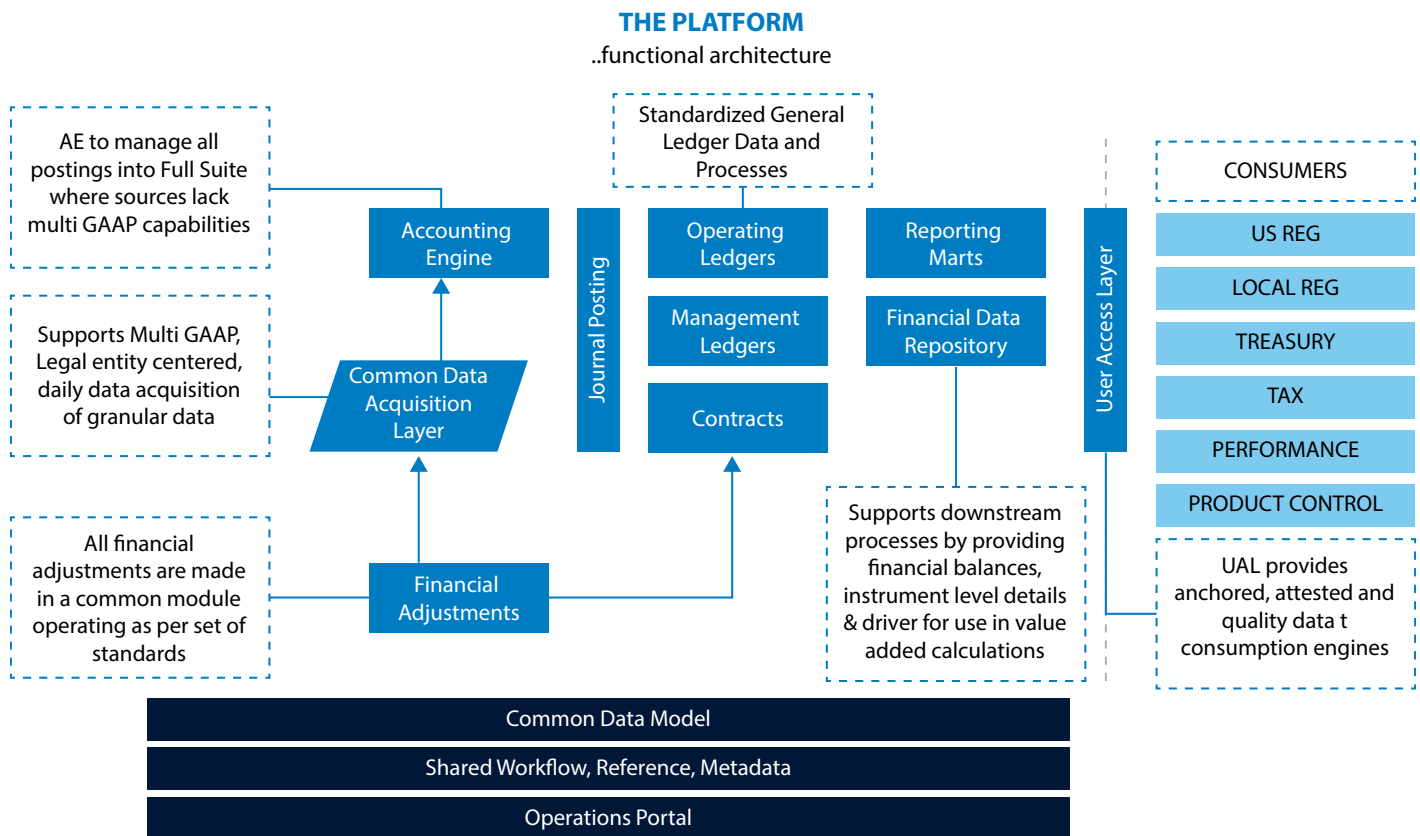 THE PLATFORM
..functional architecture
AE to manage all
postings into Full Suite
where sources lack
multi GAAP capabilities
Standardized General
Ledger Data and
Processes
CONSUMERS
Accounting
Engine
Journal Posting
Operating
Ledgers
Reporting
Marts
User Access Layer
US REG
LOCAL REG
TREASURY
TAX
PERFORMANCE
PRODUCT CONTROL
Supports Multi GAAP,
Legal entity centered,
daily data acquisition
of granular data
Common Data
Acquisition
Layer
Management
Ledgers
Financial Data
Repository
Contracts
All financial
adjustments are made
in a common module
operating as per set of
standards
Financial
Adjustments
Supports downstream
processes by providing
financial balances,
instrument level details
& driver for use in value
added calculations
UAL provides
anchored, attested and
quality data t
consumption engines
Common Data Model
Shared Workflow, Reference, Metadata
Operations Portal